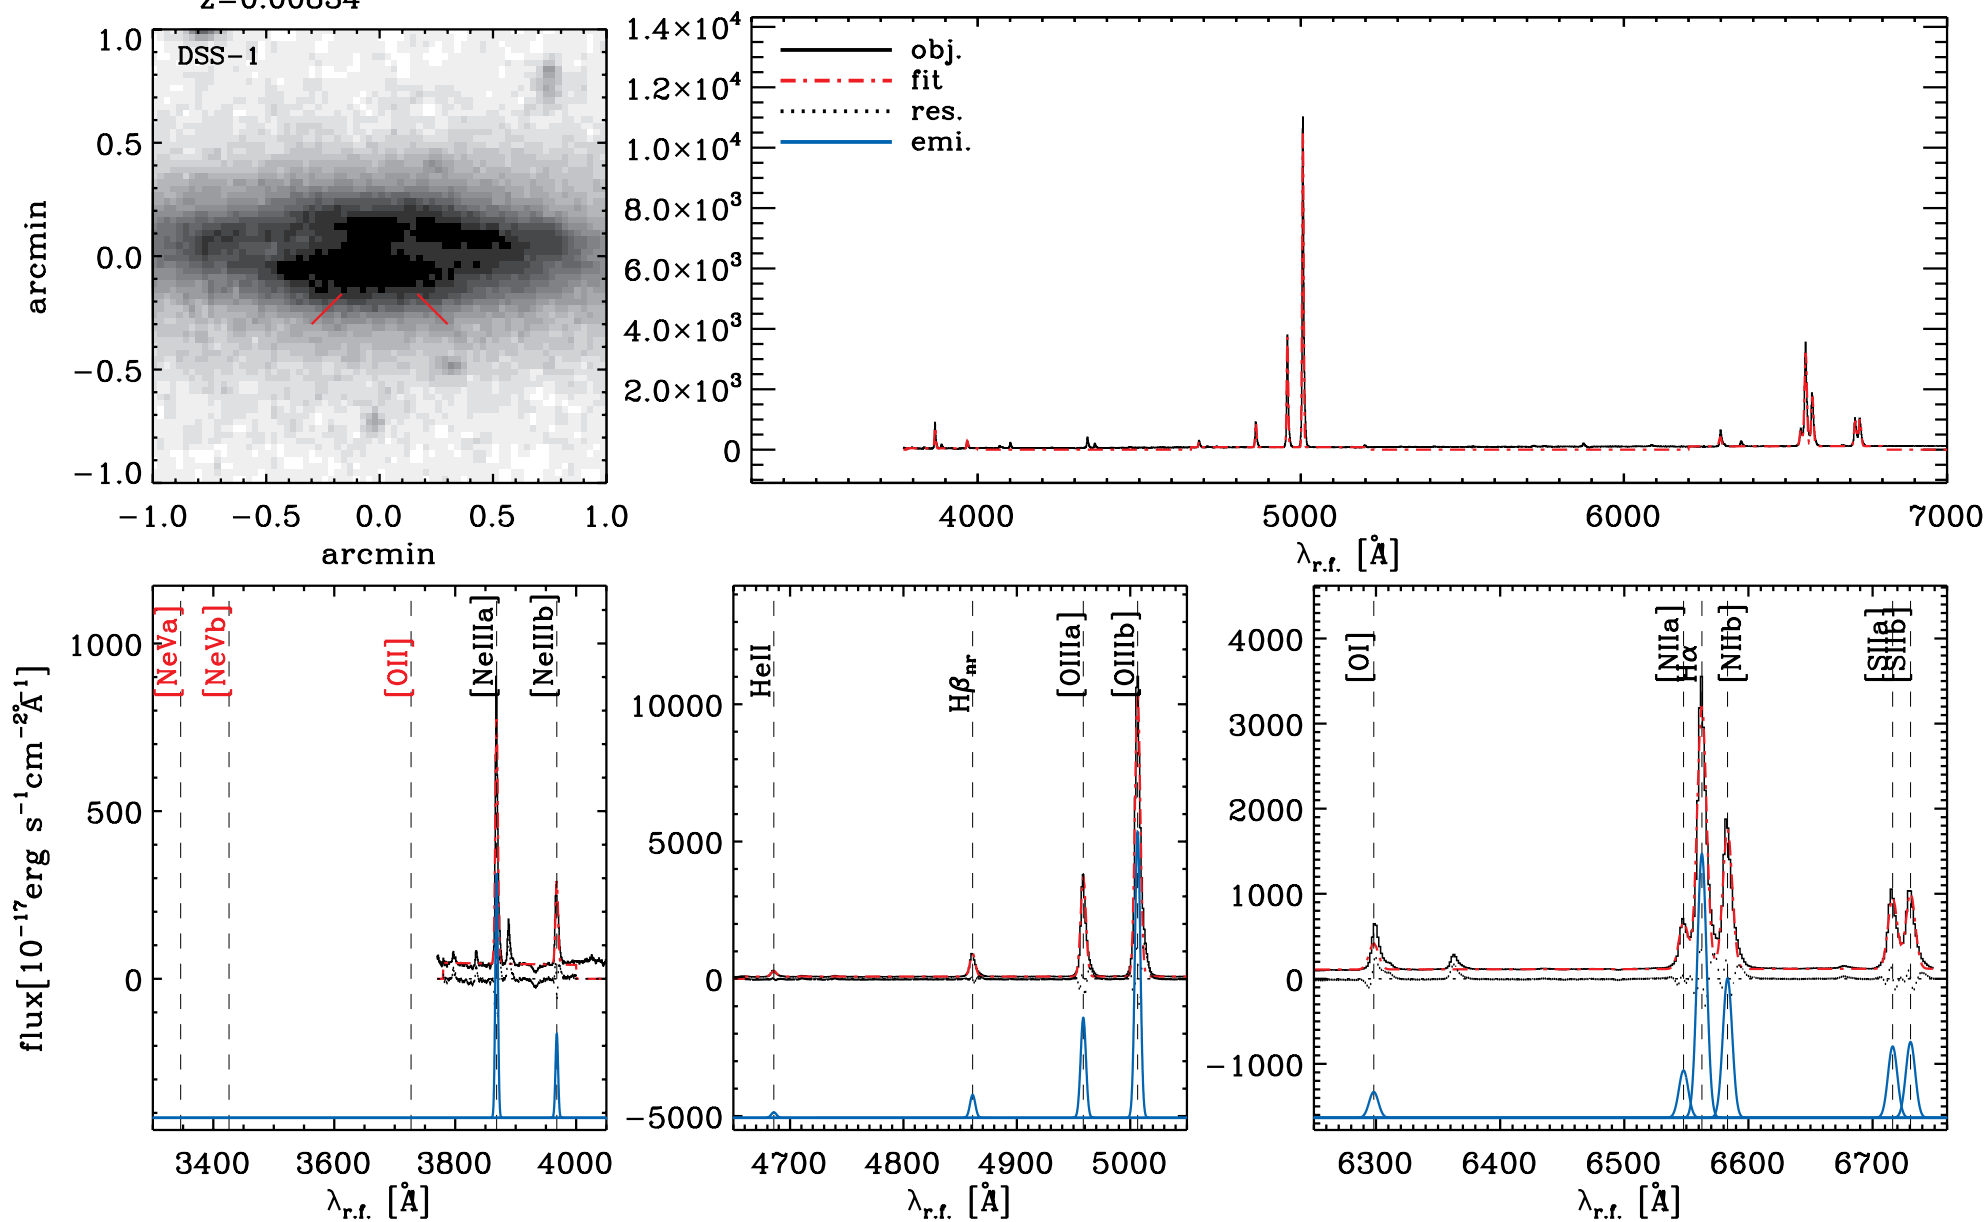 z=0.00834
DSS-1
1.0
0.5
0.0
−0.5
−1.0
arcmin
−1.0 −0.5 0.0 0.5 1.0
arcmin
1.4×10⁴
1.2×10⁴
1.0×10⁴
8.0×10³
6.0×10³
4.0×10³
2.0×10³
0
obj.
fit
res.
emi.
4000 5000 6000 7000
λr.f. [Å]
flux[10⁻¹⁷erg s⁻¹cm⁻²Å⁻¹]
1000
500
0
[NeVa]
[NeVb]
[OII]
[NeIIIa]
[NeIIIb]
3400 3600 3800 4000
λr.f. [Å]
10000
5000
0
−5000
HeII
Hβnr
[OIIIa]
[OIIIb]
4700 4800 4900 5000
λr.f. [Å]
4000
3000
2000
1000
0
−1000
[OI]
[NIIa]
Hα
[NIIb]
[SIIa]
[SIIb]
6300 6400 6500 6600 6700
λr.f. [Å]